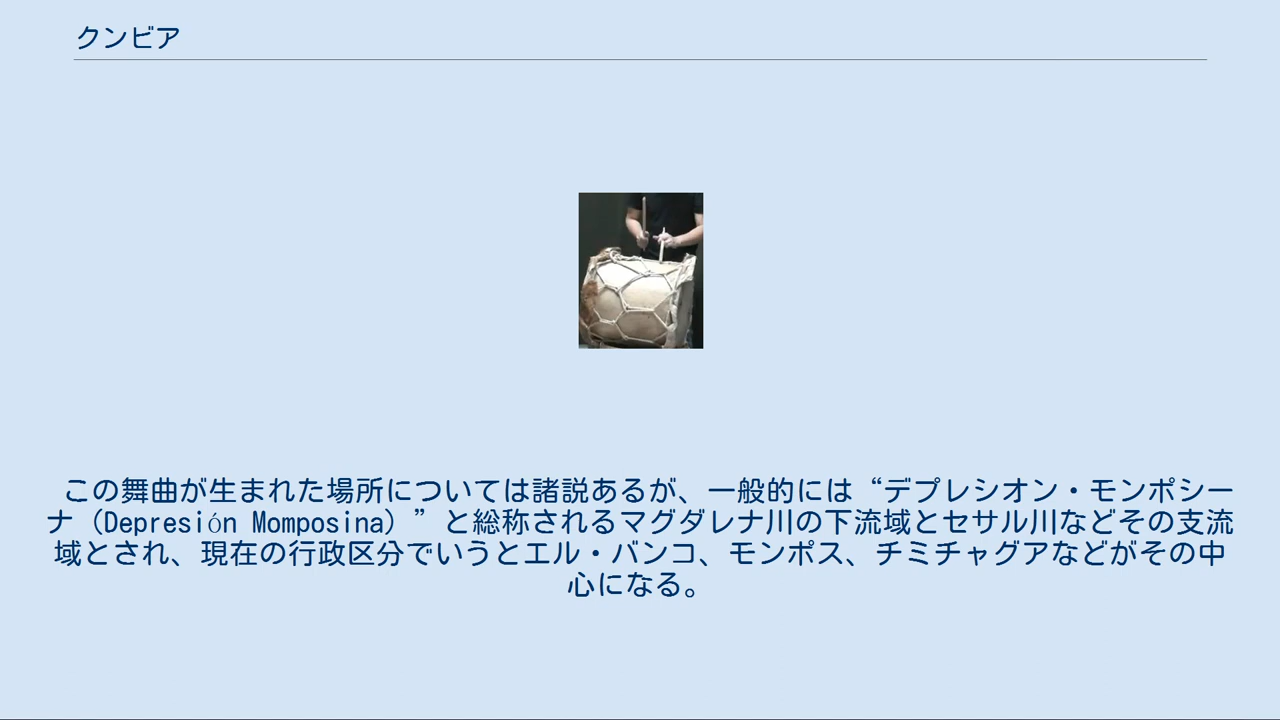 クンビア
この舞曲が生まれた場所については諸説あるが、一般的には“デプレシオン・モンポシー
ナ（Depresión Momposina）”と総称されるマグダレナ川の下流域とセサル川などその支流
域とされ、現在の行政区分でいうとエル・バンコ、モンポス、チミチャグアなどがその中
心になる。